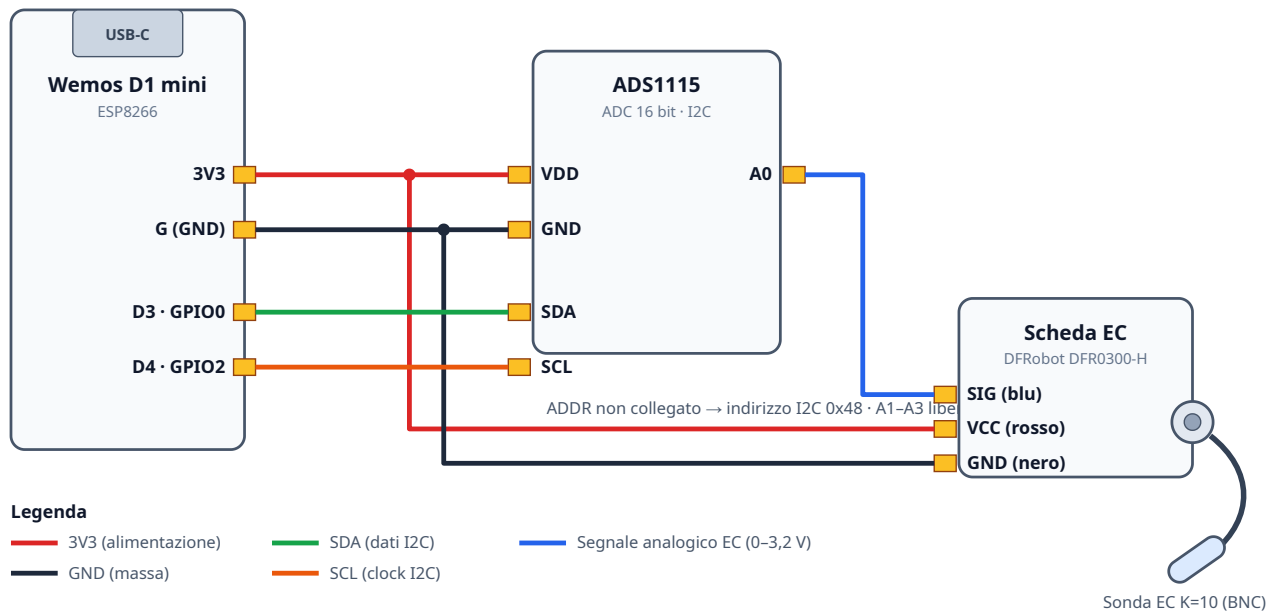 USB-C
Wemos D1 mini
ESP8266
3V3
G (GND)
D3 · GPIO0
D4 · GPIO2
ADS1115
ADC 16 bit · I2C
VDD
GND
SDA
SCL
A0
ADDR non collegato → indirizzo I2C 0x48 · A1–A3 liber
Scheda EC
DFRobot DFR0300-H
SIG (blu)
VCC (rosso)
GND (nero)
Sonda EC K=10 (BNC)
Legenda
3V3 (alimentazione)
SDA (dati I2C)
Segnale analogico EC (0–3,2 V)
GND (massa)
SCL (clock I2C)